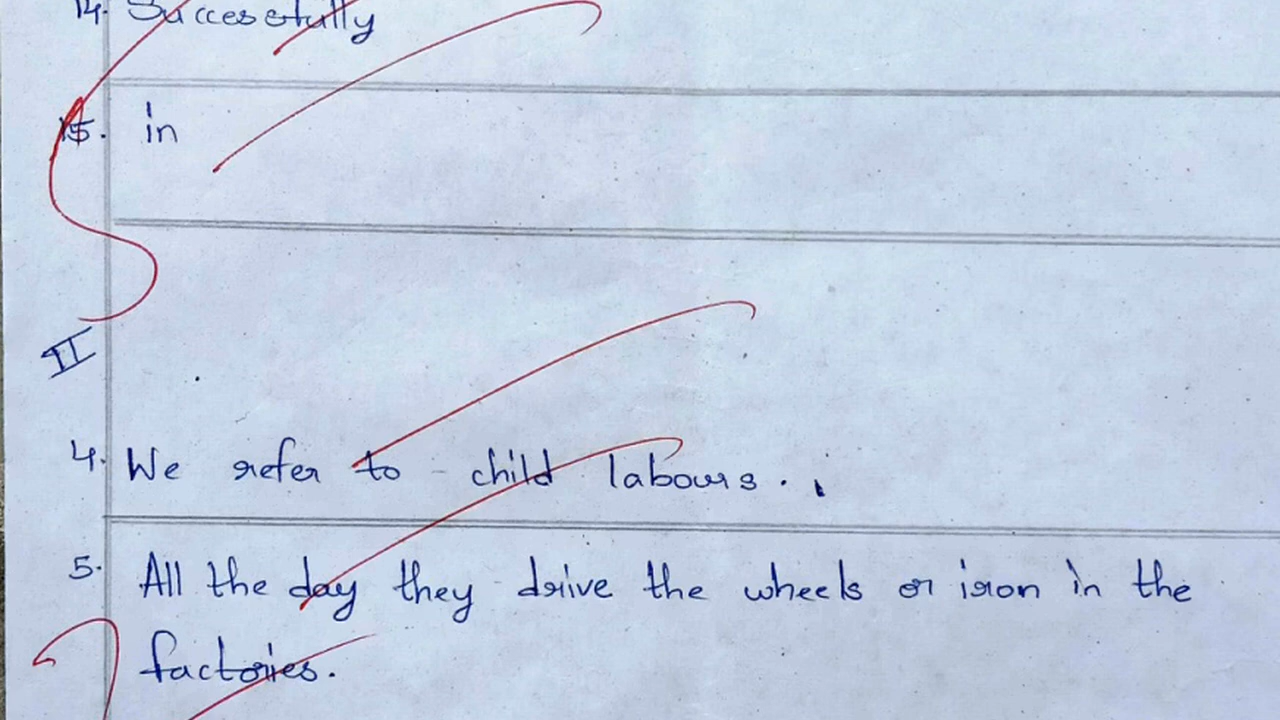 14. Successfully
15. in
II
4. We refer to child labours.
5. All the day they drive the wheels or iron in the
factories.